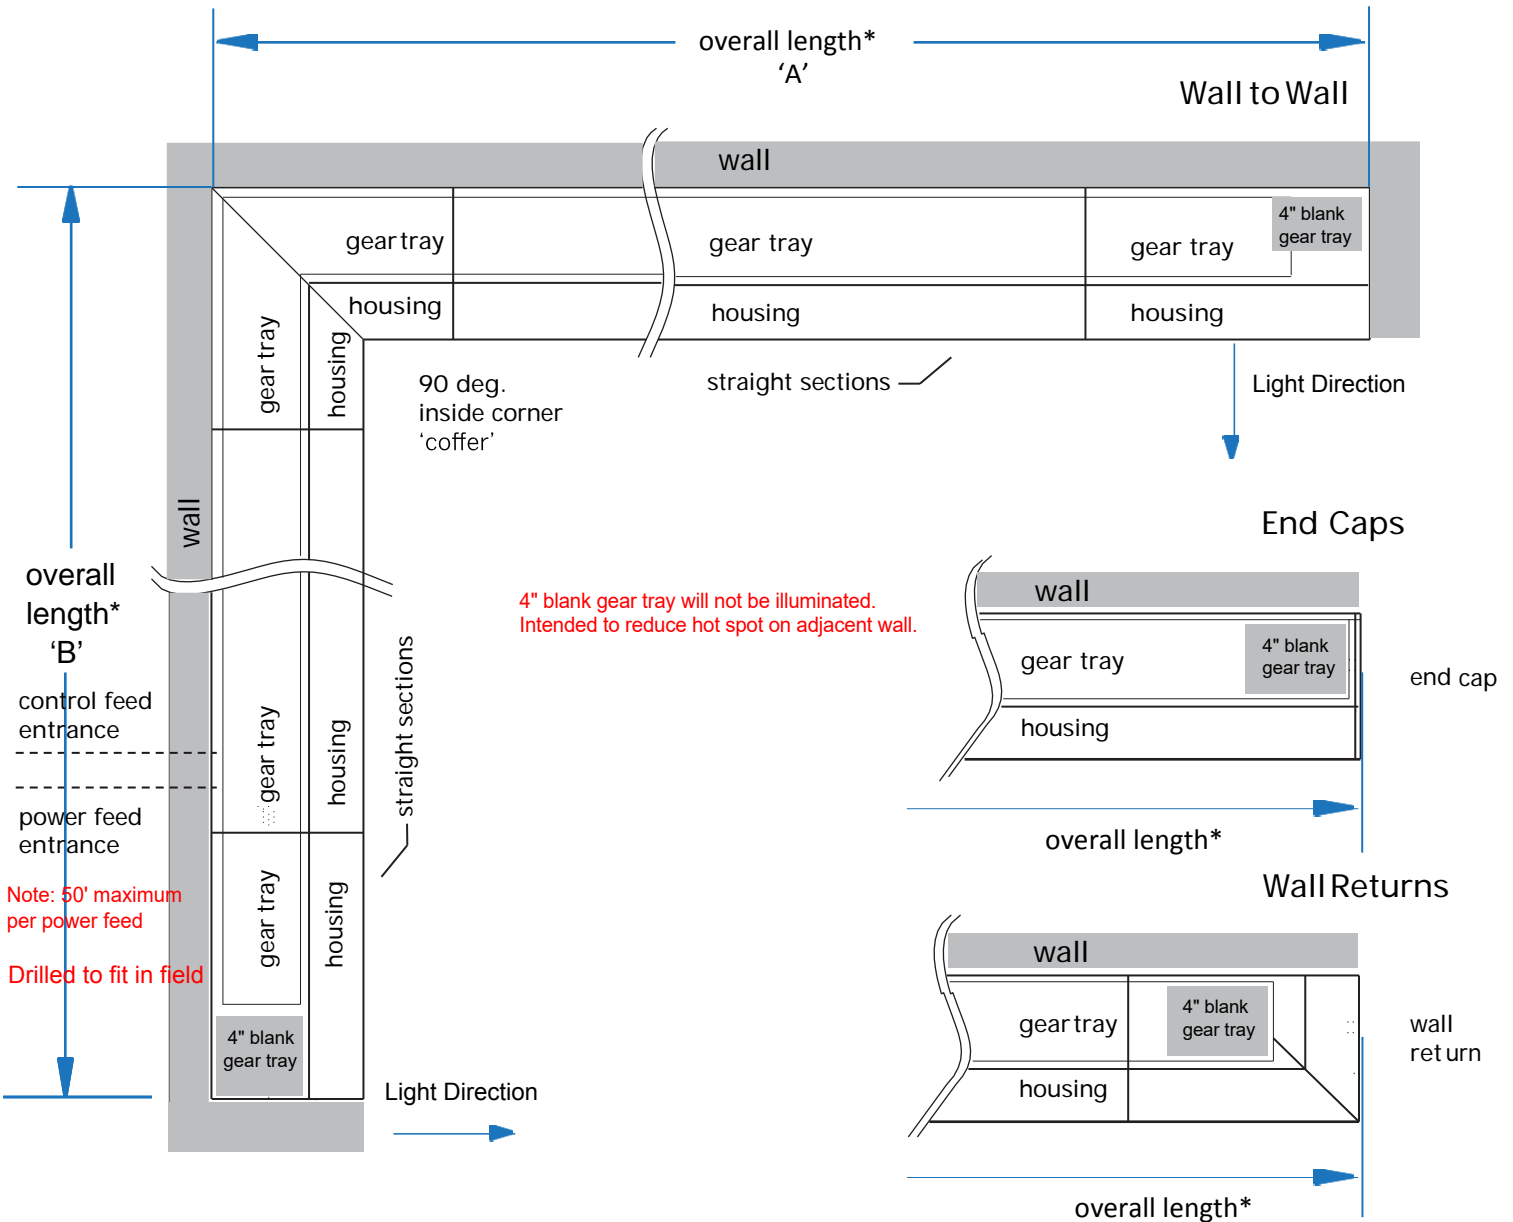 overall length*
‘A’
Wall to Wall
wall
gear tray
gear tray
gear tray
4" blank
gear tray
housing
housing
housing
gear tray
housing
90 deg.
inside corner
‘coffer’
straight sections
Light Direction
wall
overall
length*
‘B’
control feed
entrance
power feed
entrance
Note: 50' maximum
per power feed
Drilled to fit in field
gear tray
housing
straight sections
gear tray
housing
4" blank
gear tray
Light Direction
4" blank gear tray will not be illuminated.
Intended to reduce hot spot on adjacent wall.
End Caps
wall
gear tray
4" blank
gear tray
housing
end cap
overall length*
Wall Returns
wall
gear tray
4" blank
gear tray
housing
wall
return
overall length*